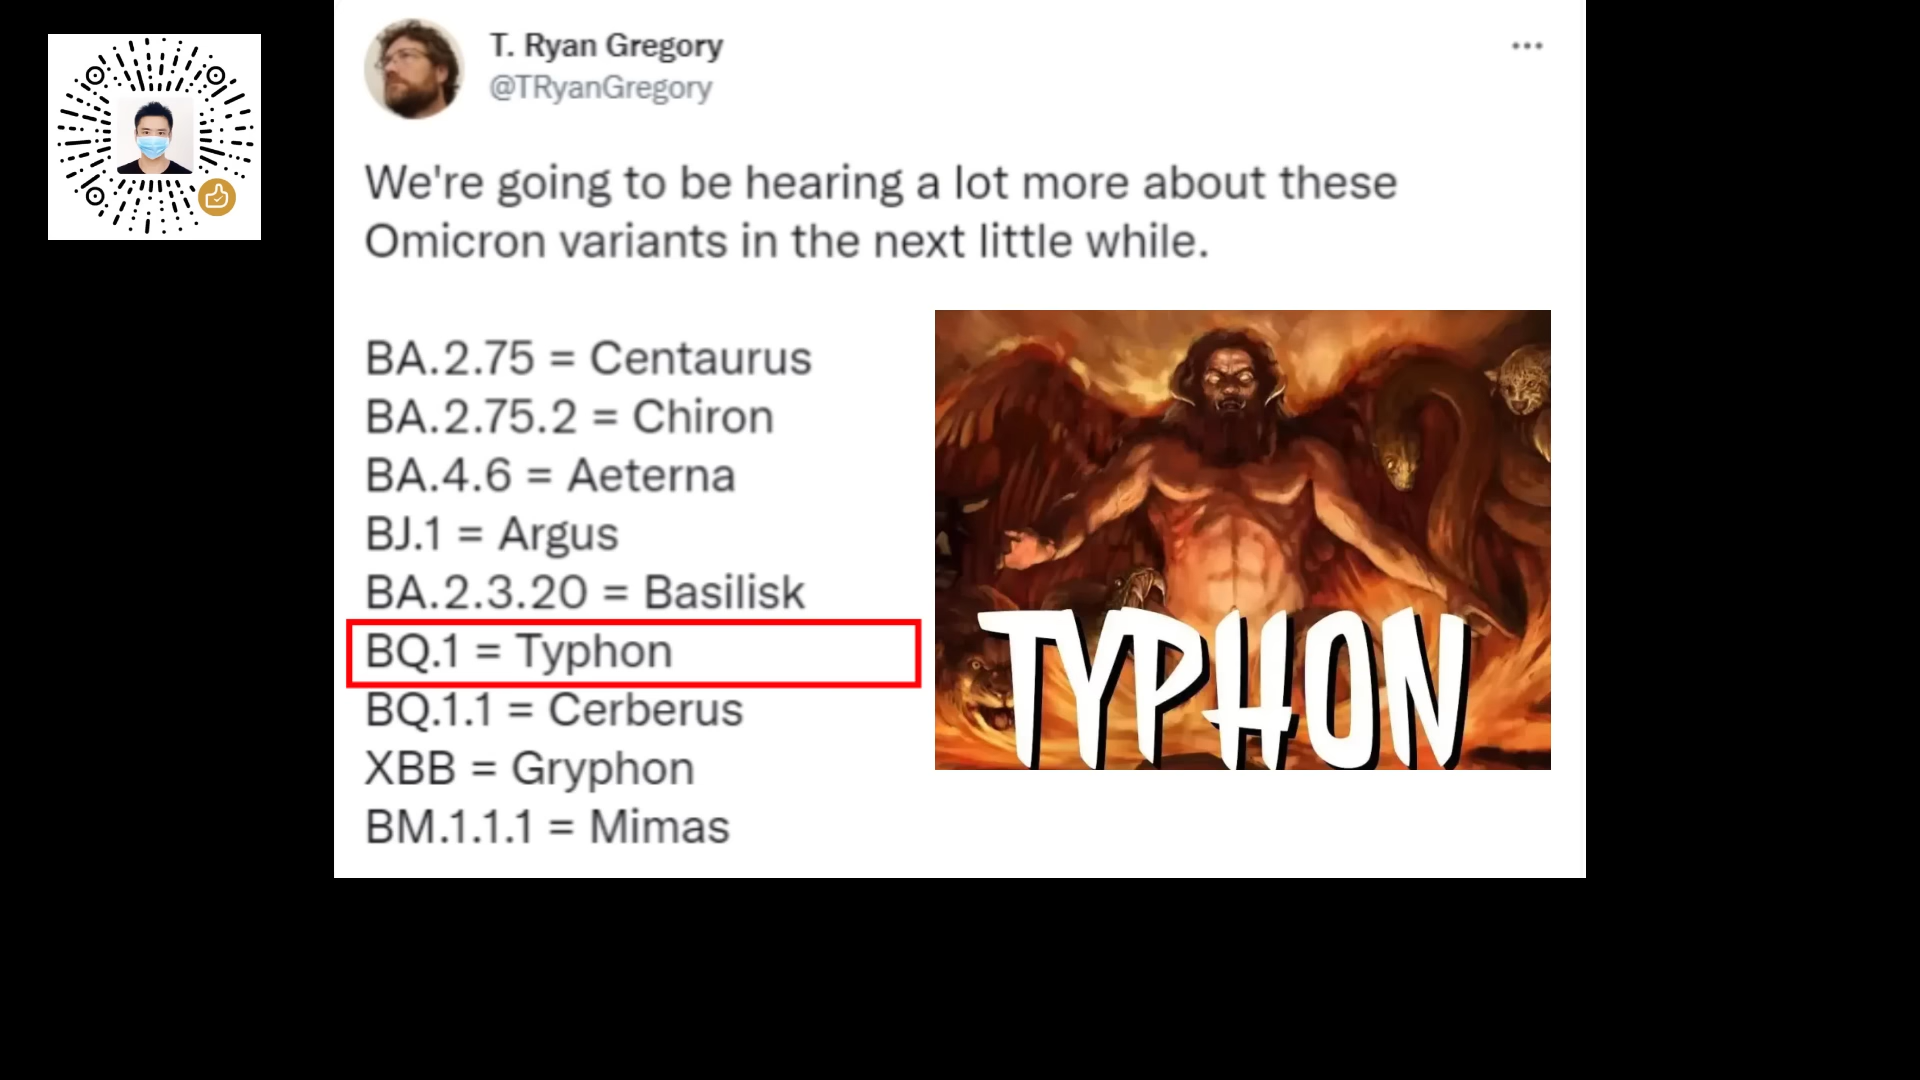 T. Ryan Gregory
@TRyanGregory
We're going to be hearing a lot more about these
Omicron variants in the next little while.
BA.2.75 = Centaurus
BA.2.75.2 = Chiron
BA.4.6 = Aeterna
BJ.1 = Argus
BA.2.3.20 = Basilisk
BQ.1 = Typhon
BQ.1.1 = Cerberus
XBB = Gryphon
BM.1.1.1 = Mimas
TYPHON